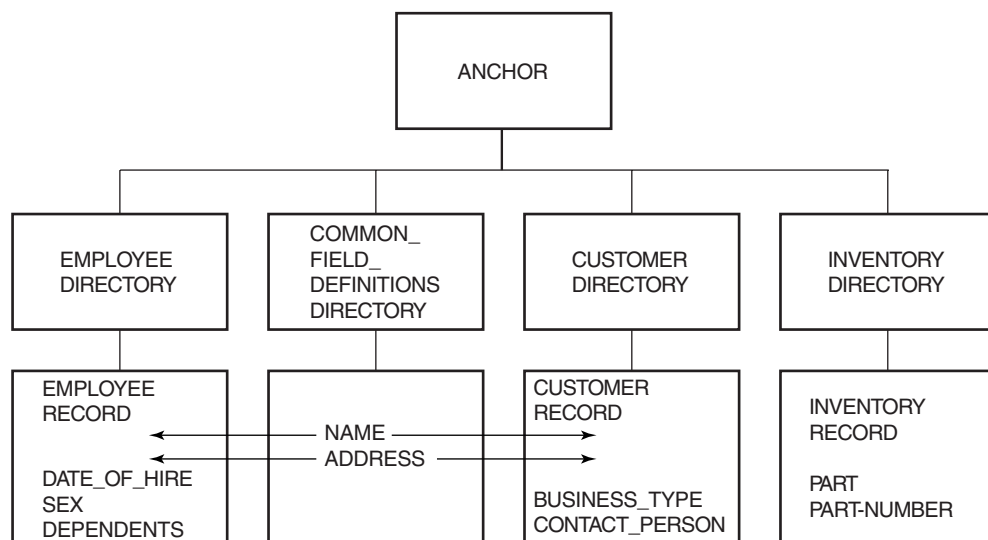 ANCHOR
EMPLOYEE
DIRECTORY
COMMON_
FIELD_
DEFINITIONS
DIRECTORY
CUSTOMER
DIRECTORY
INVENTORY
DIRECTORY
EMPLOYEE
RECORD
DATE_OF_HIRE
SEX
DEPENDENTS
NAME
ADDRESS
CUSTOMER
RECORD
BUSINESS_TYPE
CONTACT_PERSON
INVENTORY
RECORD
PART
PART-NUMBER